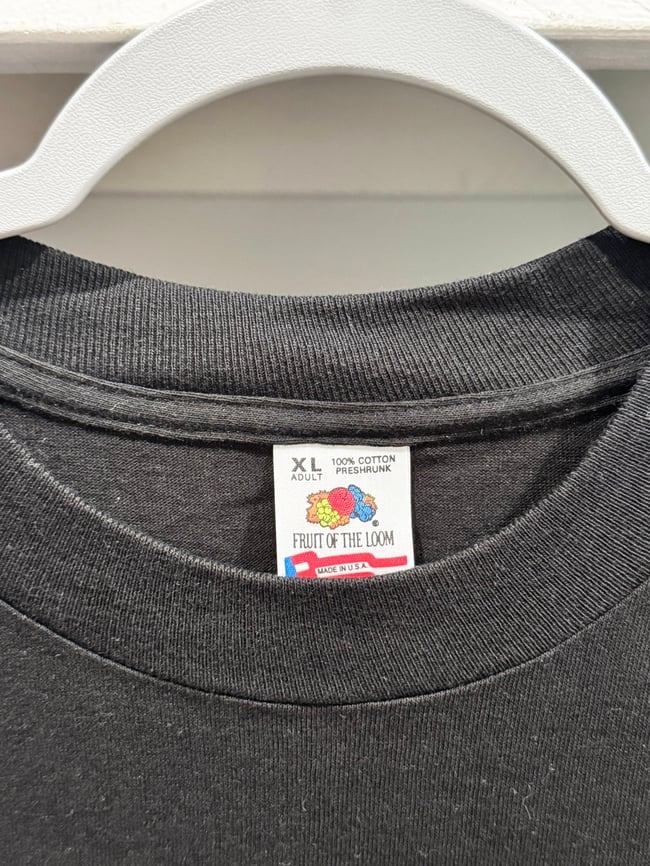 XL 100% COTTON
ADULT PRESHRUNK
®
FRUIT OF THE LOOM
MADE IN U.S.A.